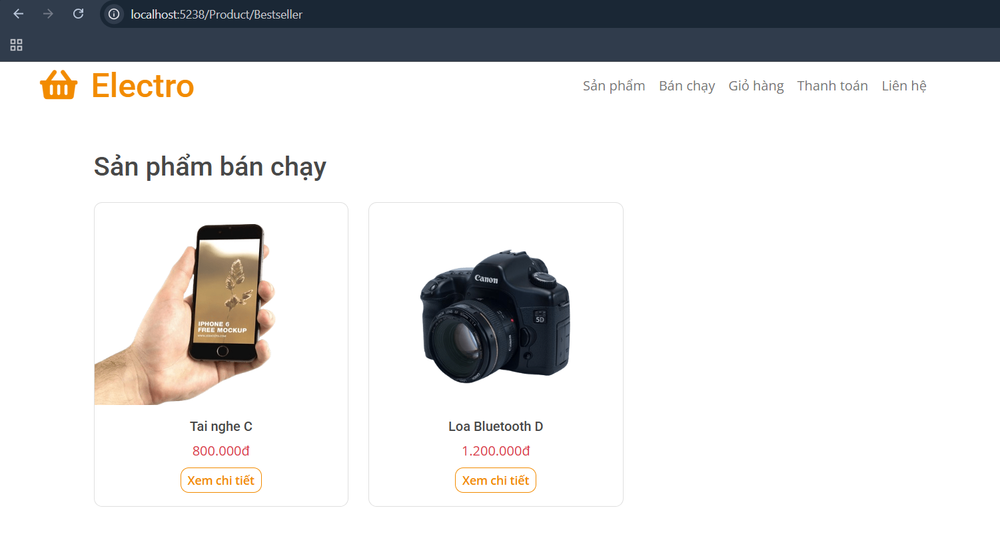 localhost:5238/Product/Bestseller
Electro
Sản phẩm Bán chạy Giỏ hàng Thanh toán Liên hệ
Sản phẩm bán chạy
IPHONE 6
FREE MOCKUP
Canon
5D
Tai nghe C
Loa Bluetooth D
800.000đ
1.200.000đ
Xem chi tiết
Xem chi tiết